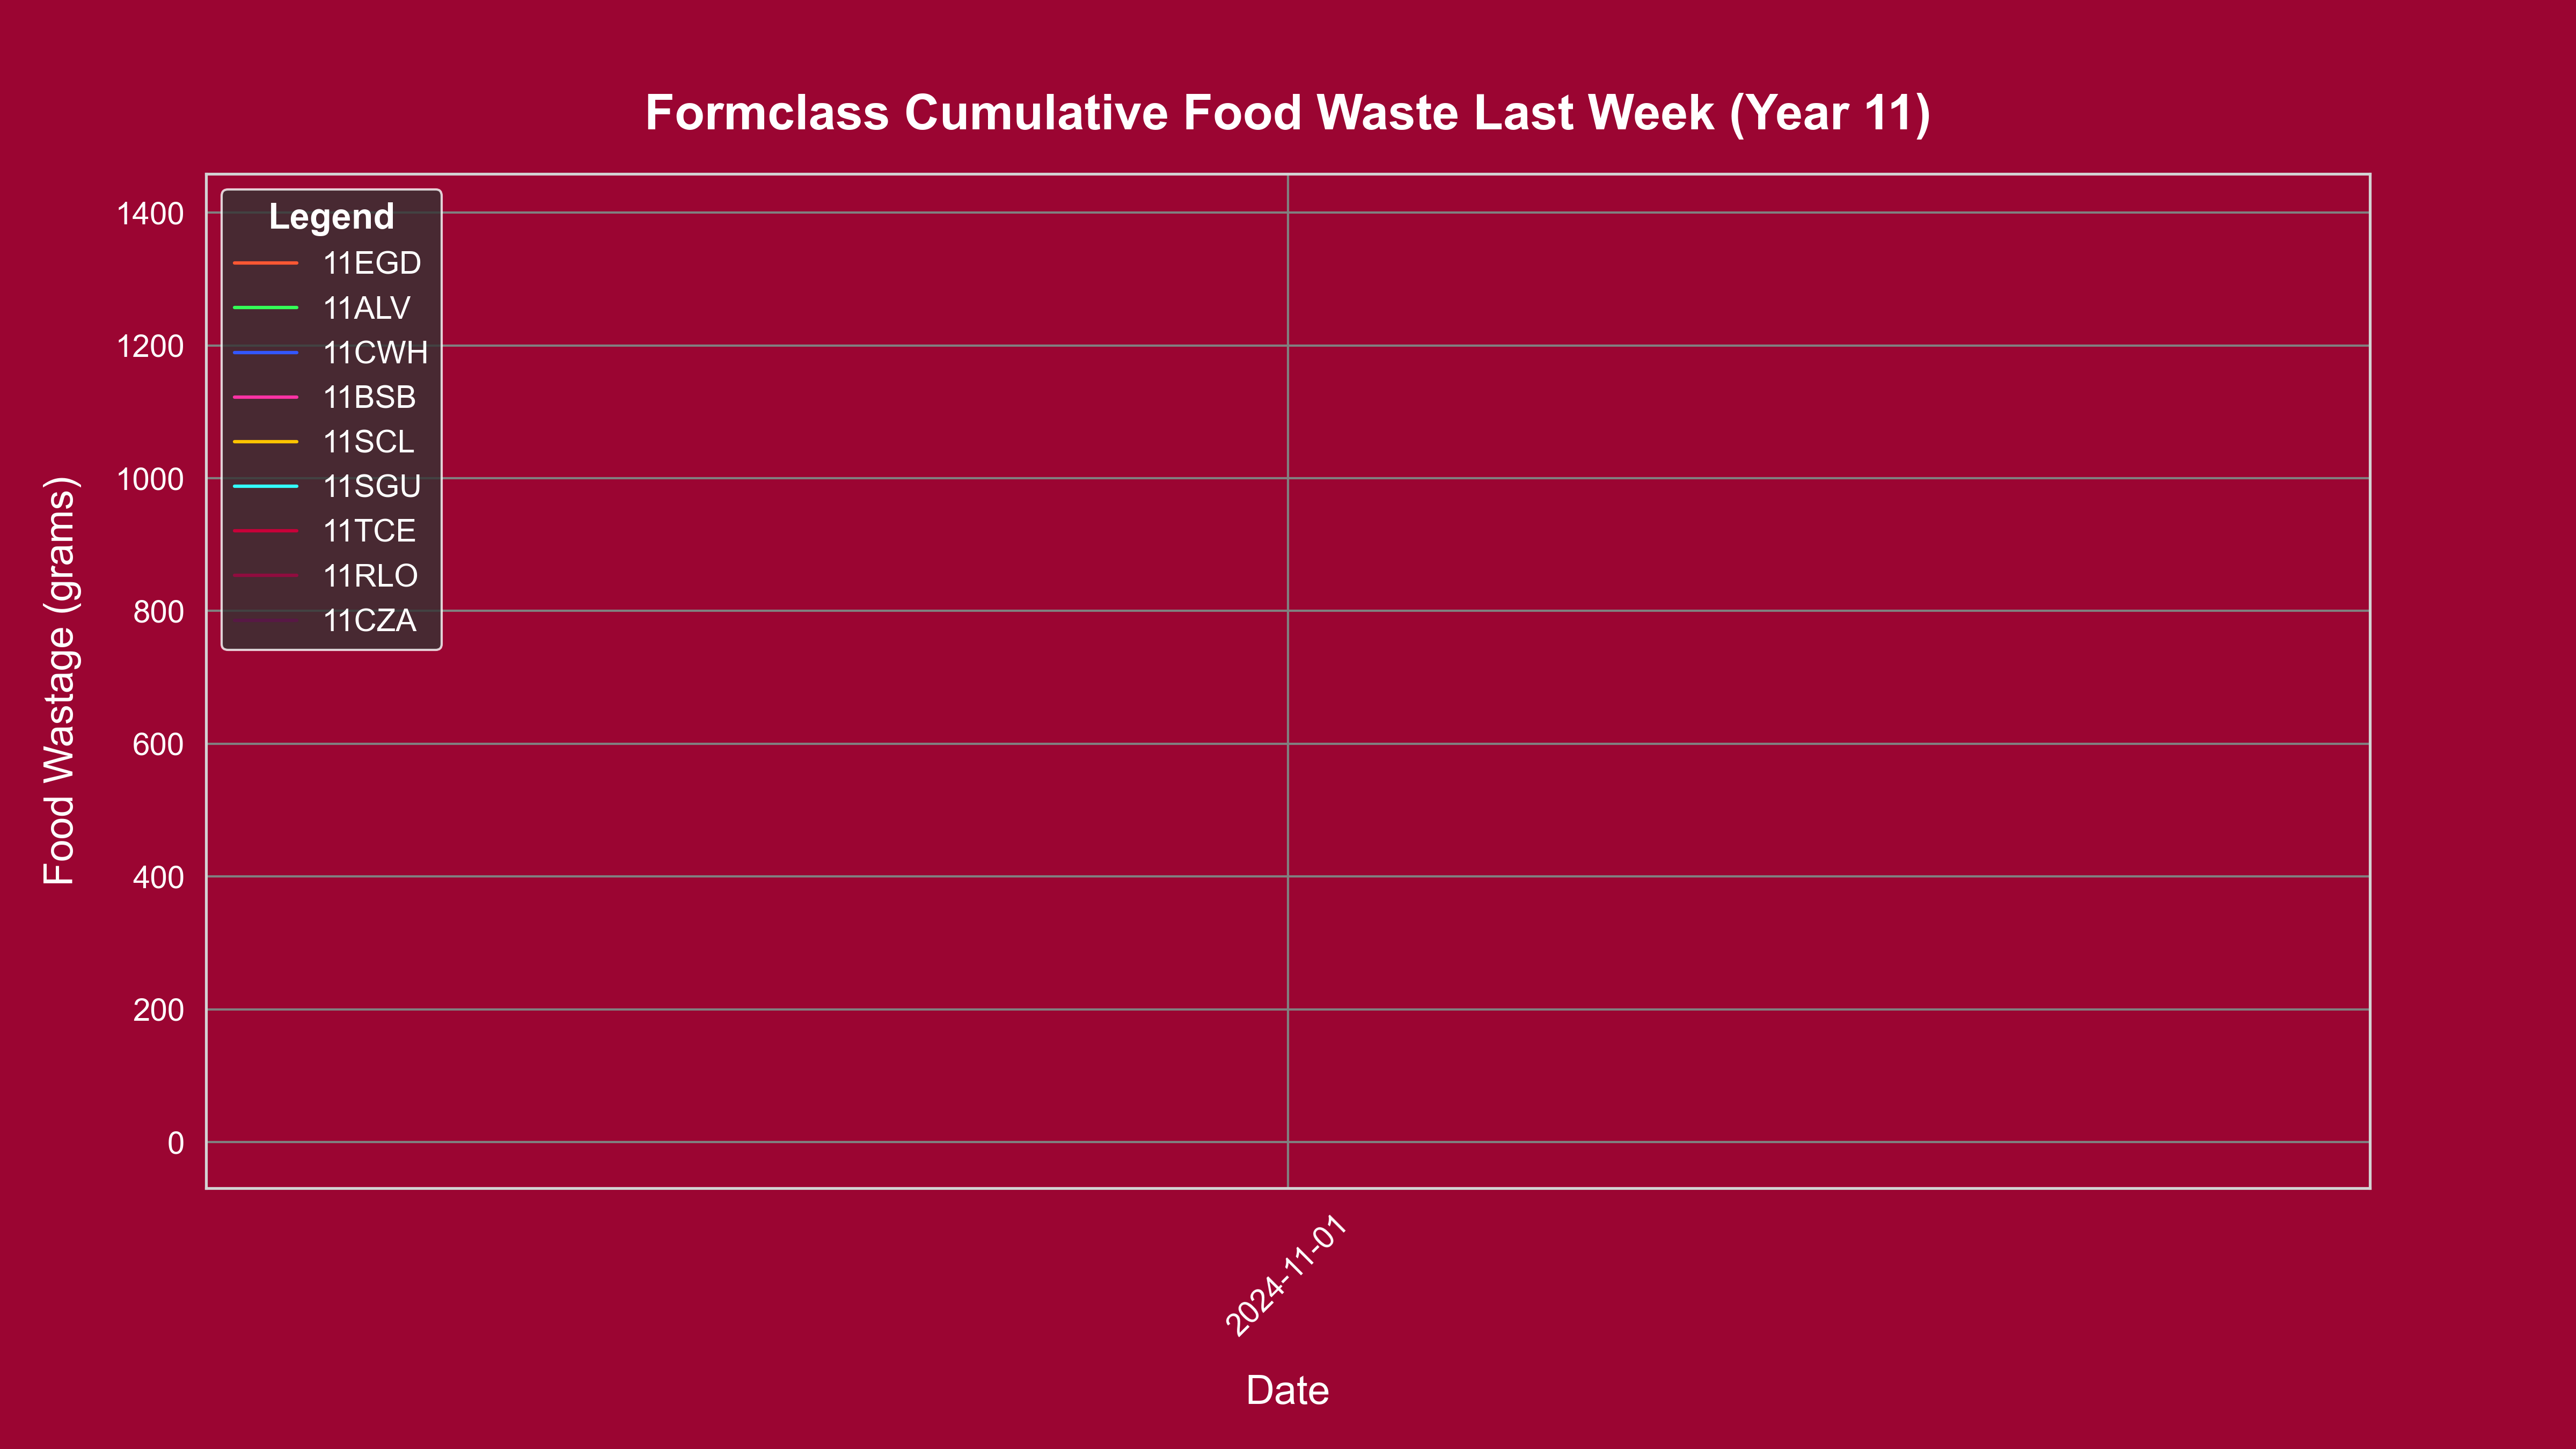 Formclass Cumulative Food Waste Last Week (Year 11)
Legend
11EGD
11ALV
11CWH
11BSB
11SCL
11SGU
11TCE
11RLO
11CZA
1400
1200
1000
800
600
400
200
0
Food Wastage (grams)
2024-11-01
Date